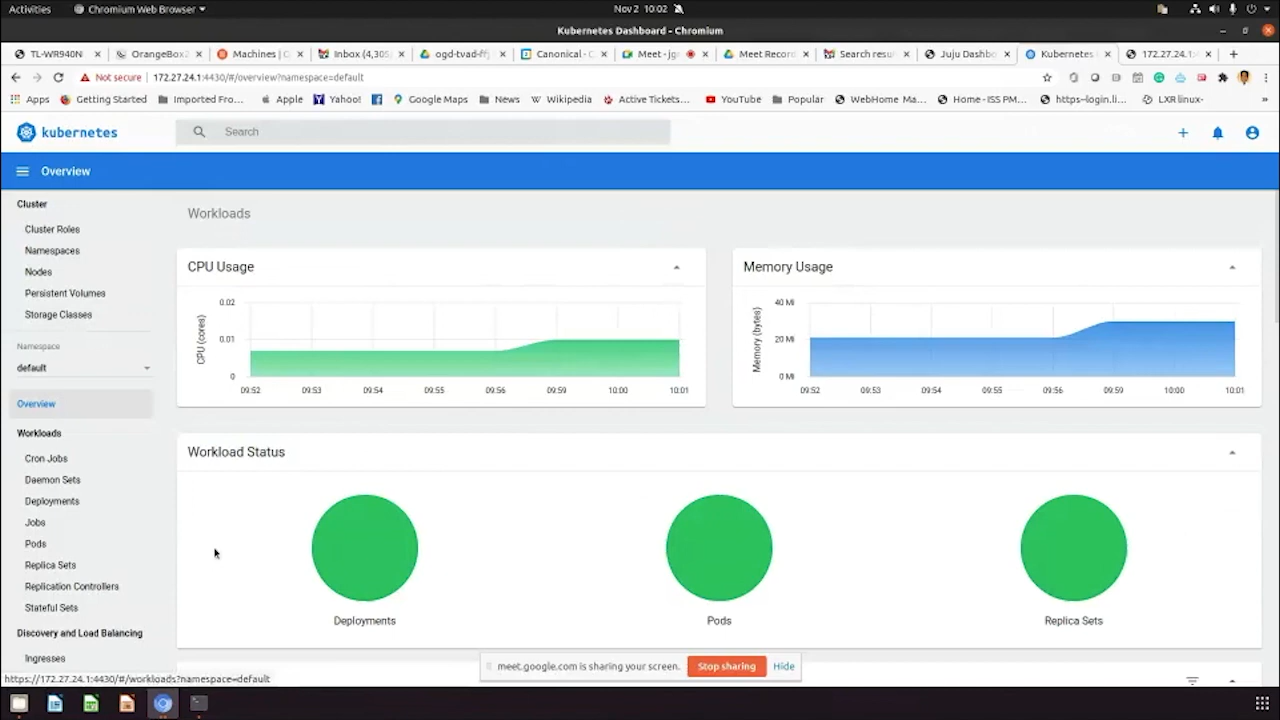 Activities Chromium Web Browser Nov 2 10:02
Kubernetes Dashboard - Chromium
TL-WR940N OrangeBox Machines | C Inbox (4,305 ogd-tvad-ffj Canonical - C Meet - jg Meet Recor Search resu Juju Dashbo Kubernetes 172.27.24.1
Not secure 172.27.24.1:4430/#/overview?namespace=default
Apps Getting Started Imported Fro... Apple Yahoo! Google Maps News Wikipedia Active Tickets... YouTube Popular WebHome Ma... Home - ISS PM... https--login.li... LXR linux- »
kubernetes Search
Overview
Cluster
Cluster Roles
Namespaces
Nodes
Persistent Volumes
Storage Classes
Namespace
default
Overview
Workloads
Cron Jobs
Daemon Sets
Deployments
Jobs
Pods
Replica Sets
Replication Controllers
Stateful Sets
Discovery and Load Balancing
Ingresses
https://172.27.24.1:4430/#/workloads?namespace=default
Workloads
CPU Usage
CPU (cores)
0.02
0.01
0
09:52 09:53 09:54 09:55 09:56 09:59 10:00 10:01
Memory Usage
Memory (bytes)
40 Mi
20 Mi
0 Mi
09:52 09:53 09:54 09:55 09:56 09:59 10:00 10:01
Workload Status
Deployments Pods Replica Sets
meet.google.com is sharing your screen. Stop sharing Hide